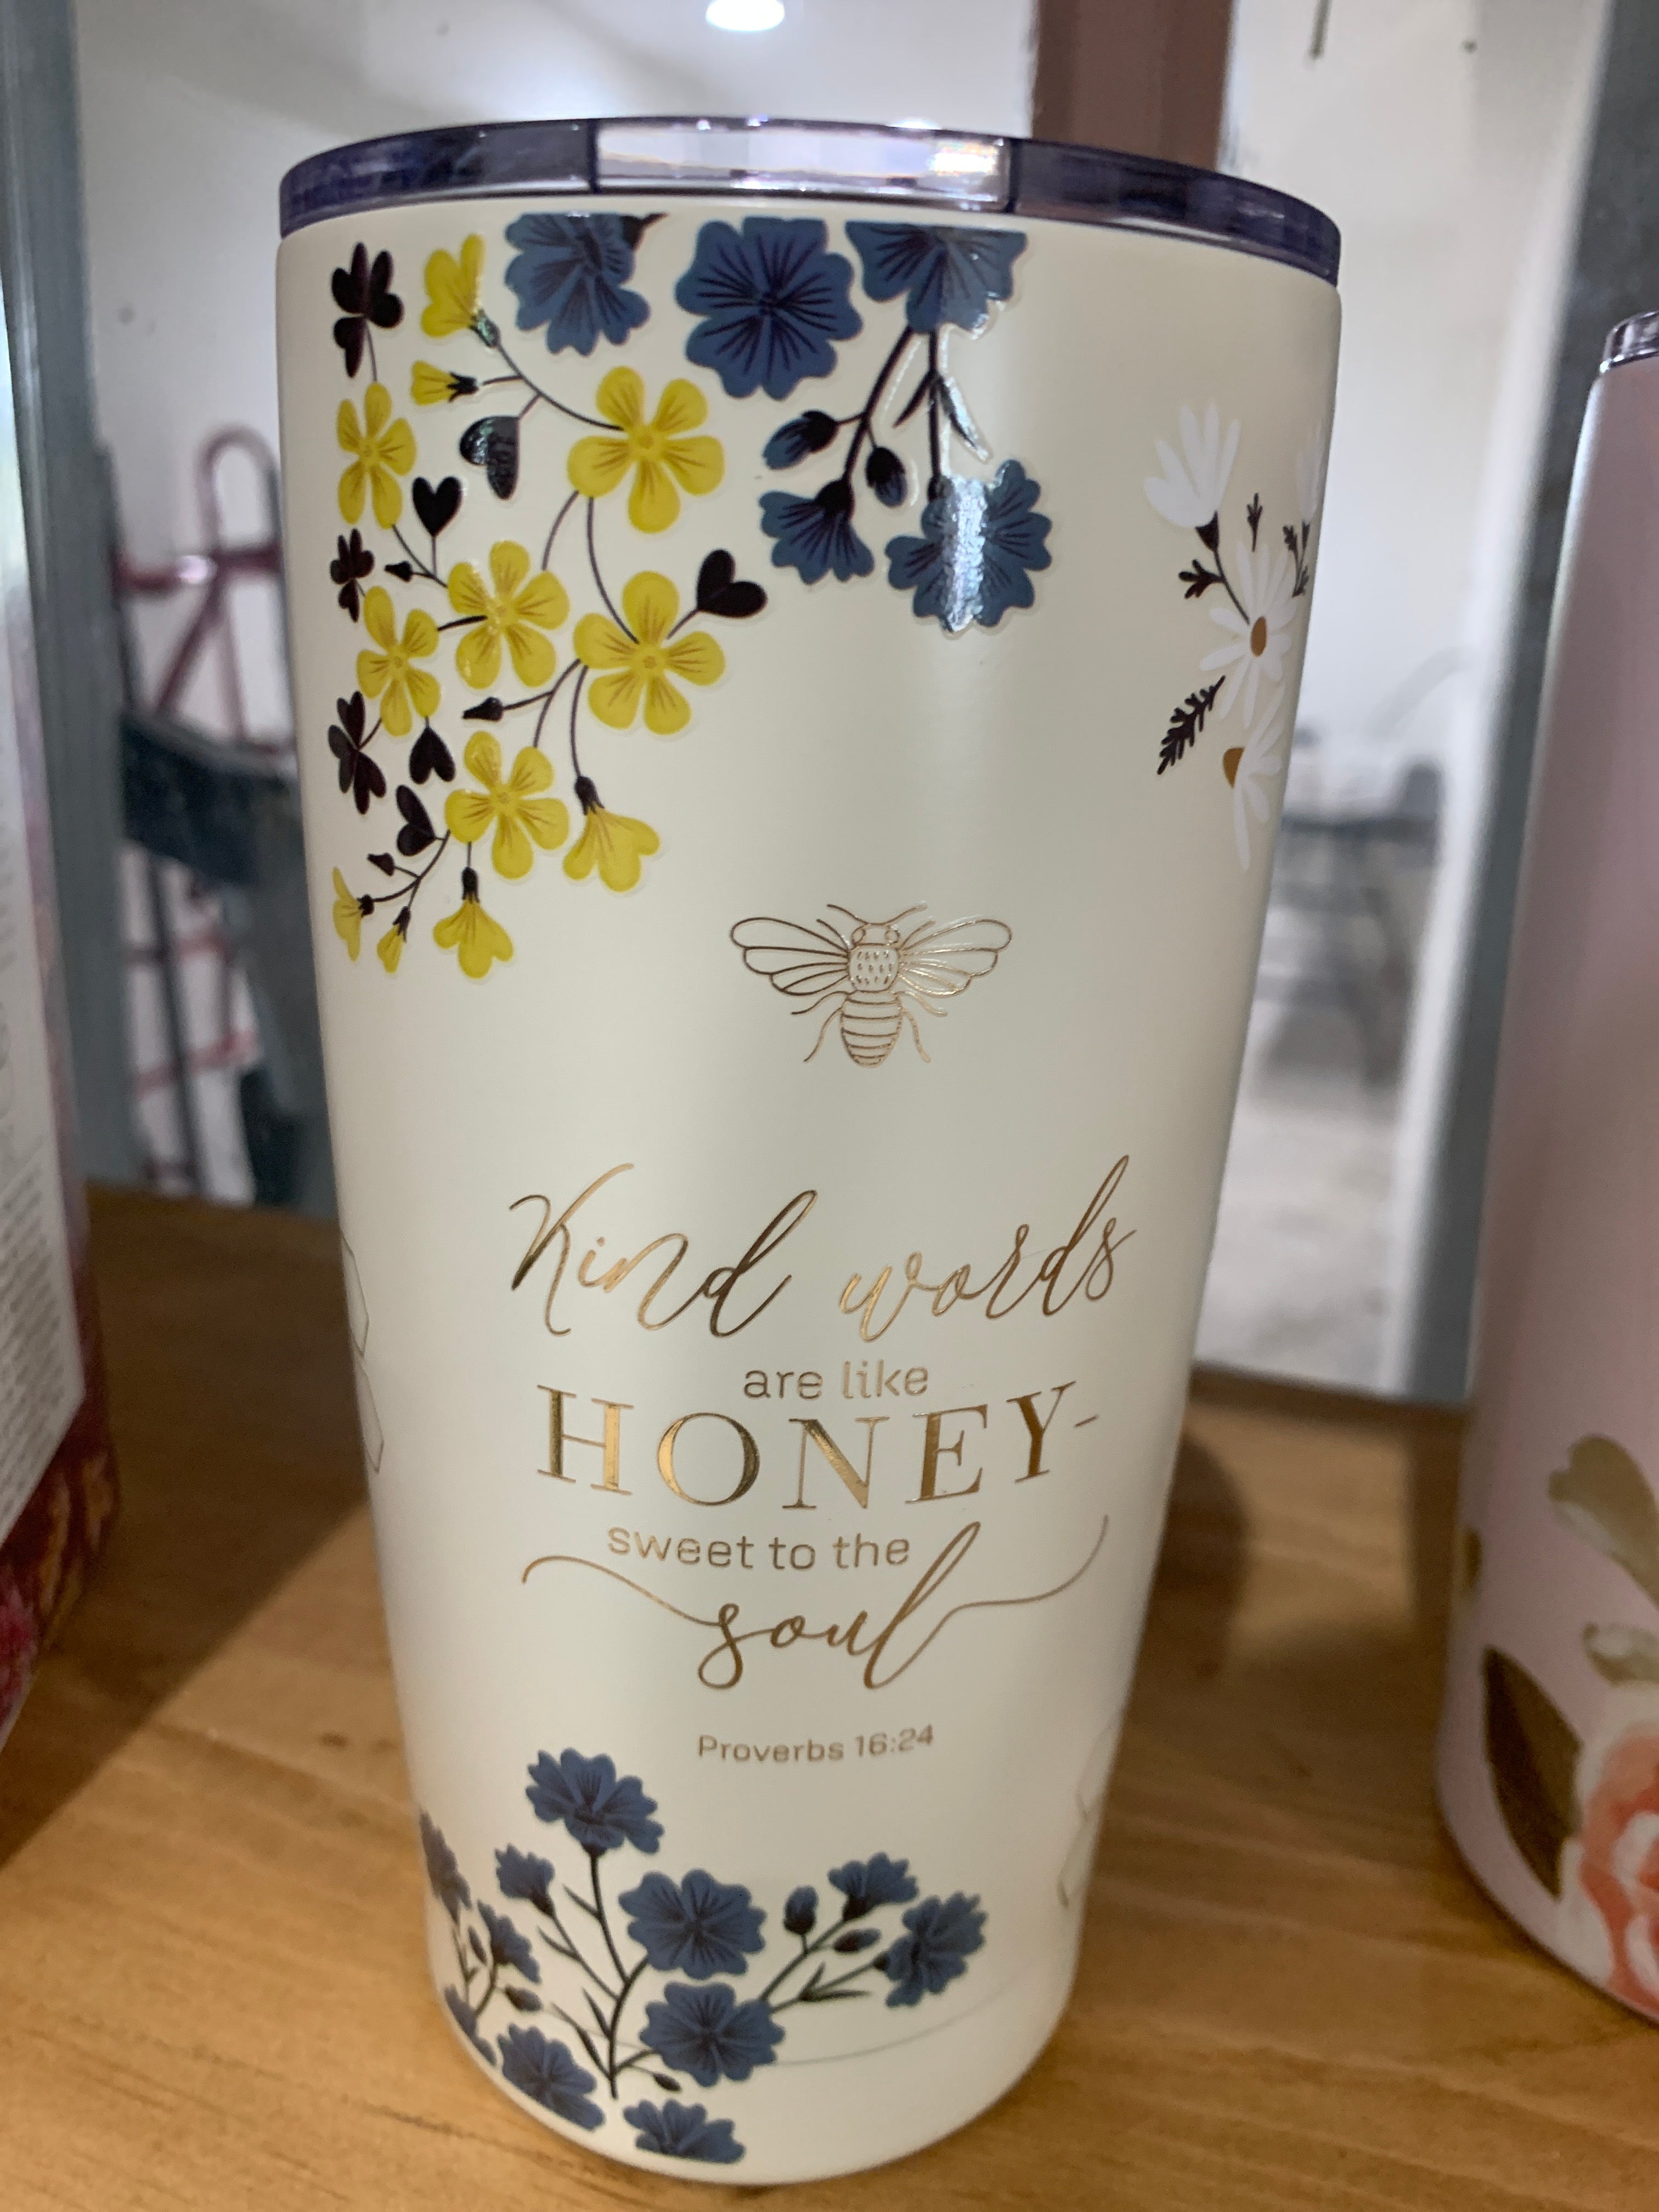 Kind words
are like
HONEY-
sweet to the
soul
Proverbs 16:24